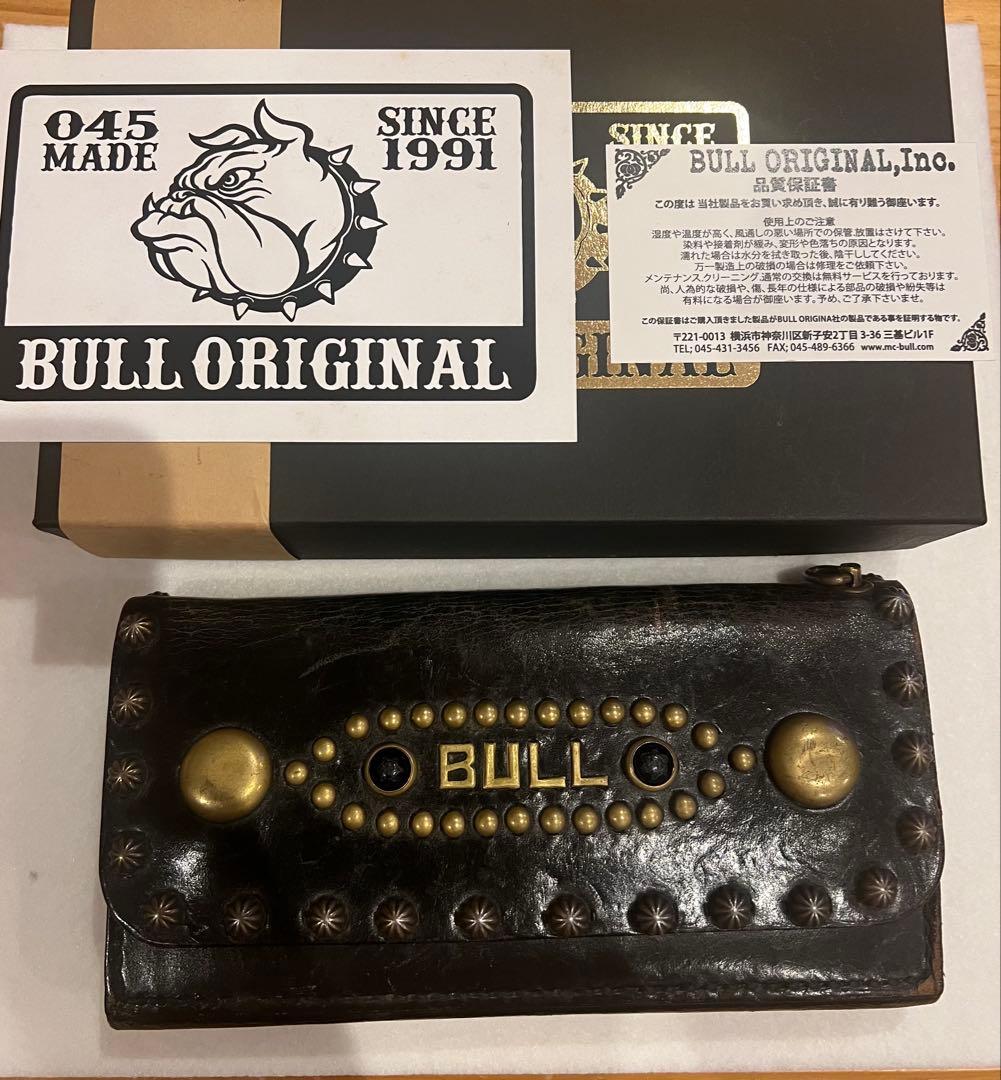 045
MADE
SINCE
1991
BULL ORIGINAL
SINCE
GINAL
BULL ORIGINAL,Inc.
品質保証書
この度は 当社製品をお買い求め頂き、誠に有り難う御座います。
使用上のご注意
湿度や温度が高く、風通しの悪い場所での保管、放置はさけて下さい。
染料や接着剤が緩み、変形や色落ちの原因となります。
濡れた場合は水分を拭き取った後、陰干ししてください。
万一製造上の破損の場合は修理をご依頼下さい。
メンテナンス,クリーニング,通常の交換は無料サービスを行っております。
尚、人為的な破損や、傷、長年の仕様による部品の破損や紛失等は
有料になる場合が御座います。予め、ご了承下さいませ。
この保証書はご購入頂きました製品がBULL ORIGINA社の製品である事を証明する物です。
〒221-0013 横浜市神奈川区新子安2丁目 3-36 三基ビル1F
TEL; 045-431-3456 FAX; 045-489-6366 www.mc-bull.com
BULL